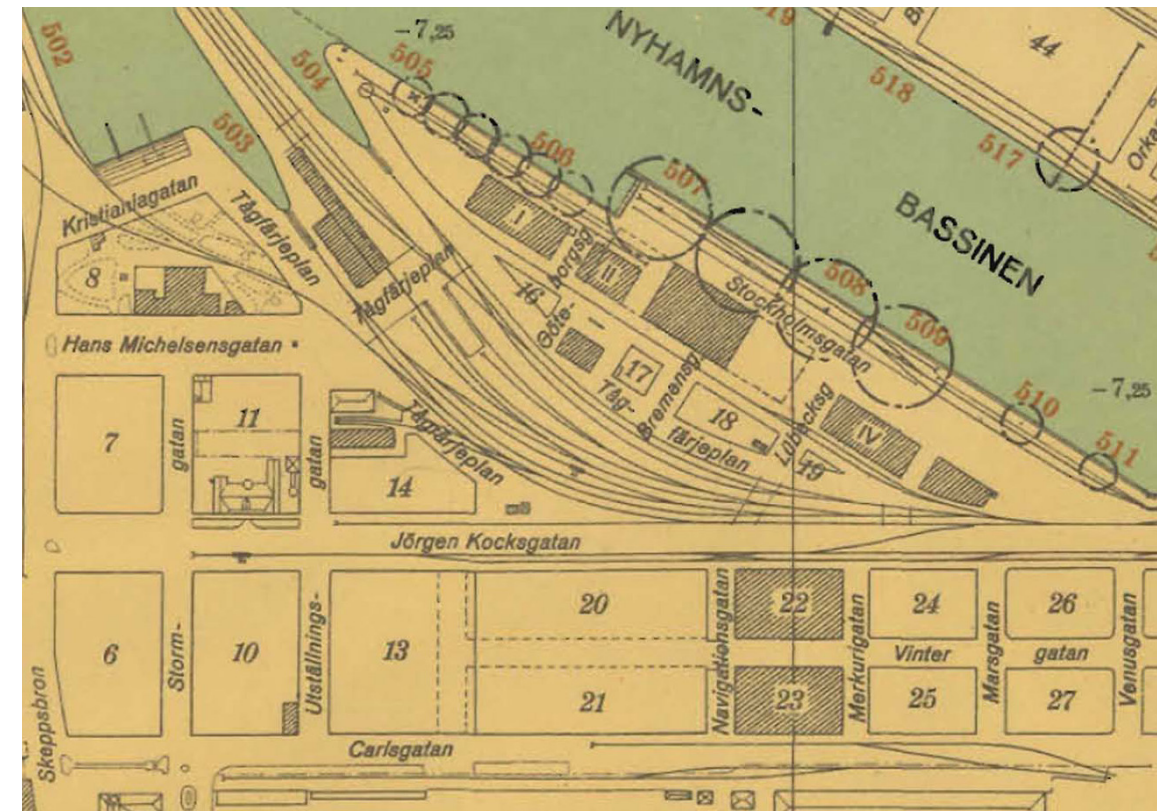 502
503
504
-7,25
505
506
507
508
509
510
511
519
518
517
44
NYHAMNS-
BASSINEN
-7,25
Kristianiagatan
Tågfärjeplan
Tågfärjeplan
8
I
II
borgsg
Göte-
16
17
Tåg-
färjeplan
Bremensg
18
Stockholmsgatan
Lübecksg
19
IV
Hans Michelsensgatan
7
gatan
11
gatan
Tågfärjeplan
14
Jörgen Kocksgatan
6
Storm-
10
Utställnings-
13
20
21
Navigationsgatan
22
23
Merkurigatan
24
25
Vinter
gatan
Marsgatan
26
27
Venusgatan
Skeppsbron
Carlsgatan